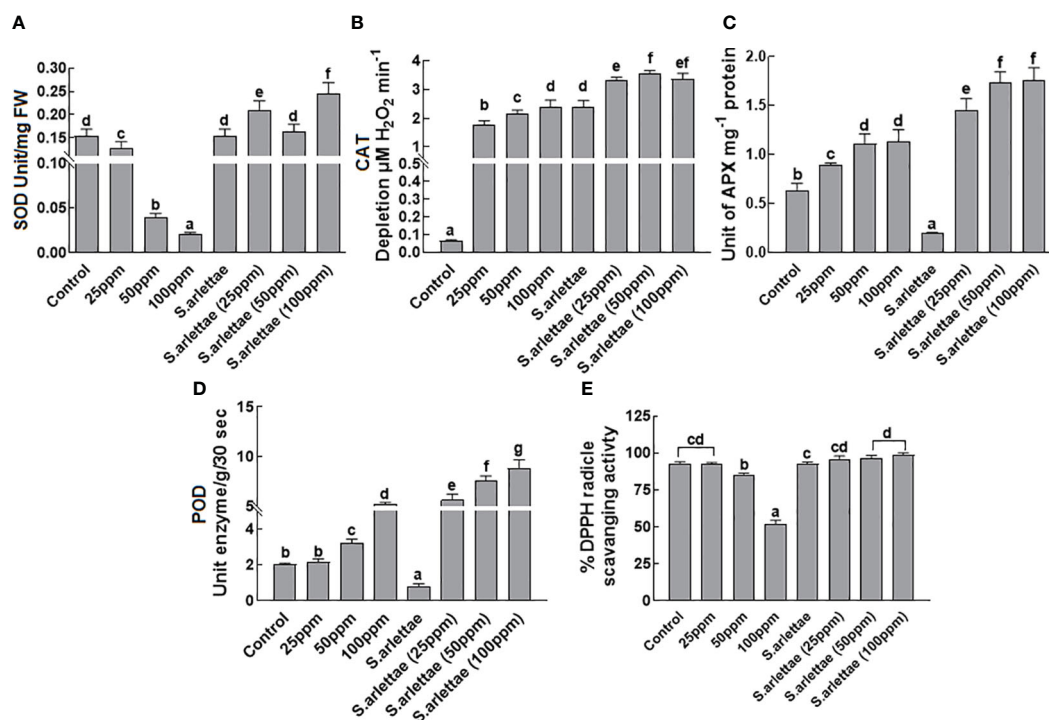 A
SOD Unit/mg FW
0.30
0.25
0.20
0.15
0.10
0.05
0.00
d
c
b
a
d
e
d
f
Control
25ppm
50ppm
100ppm
S.arlettae
S.arlettae (25ppm)
S.arlettae (50ppm)
S.arlettae (100ppm)
B
CAT
Depletion µM H₂O₂ min⁻¹
4
3
2
1
0.5
0.4
0.3
0.2
0.1
0.0
a
b
c
d
d
e
f
ef
Control
25ppm
50ppm
100ppm
S.arlettae
S.arlettae (25ppm)
S.arlettae (50ppm)
S.arlettae (100ppm)
C
Unit of APX mg⁻¹ protein
2.0
1.5
1.0
0.5
0.0
b
c
d
d
a
e
f
f
Control
25ppm
50ppm
100ppm
S.arlettae
S.arlettae (25ppm)
S.arlettae (50ppm)
S.arlettae (100ppm)
D
POD
Unit enzyme/g/30 sec
15
10
5
4
2
0
b
b
c
d
a
e
f
g
Control
25ppm
50ppm
100ppm
S.arlettae
S.arlettae (25ppm)
S.arlettae (50ppm)
S.arlettae (100ppm)
E
% DPPH radicle
scavanging activty
125
100
75
50
25
0
cd
b
a
c
cd
d
Control
25ppm
50ppm
100ppm
S.arlettae
S.arlettae (25ppm)
S.arlettae (50ppm)
S.arlettae (100ppm)